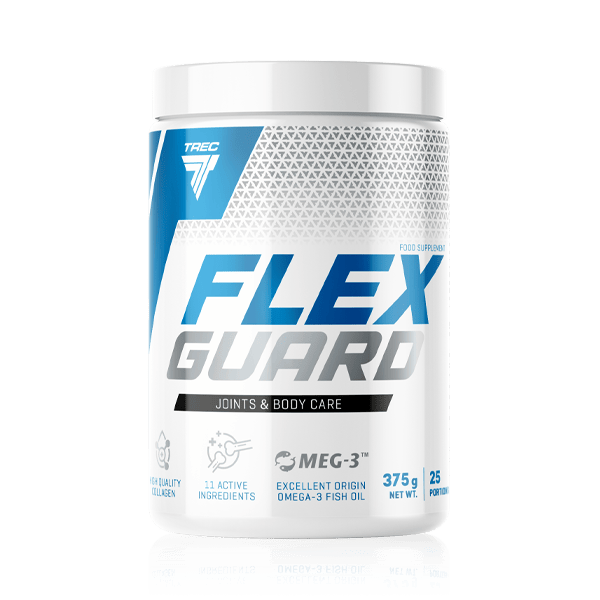 TREC
FOOD SUPPLEMENT
FLEX
GUARD
JOINTS & BODY CARE
QUALITY
COLLAGEN
11 ACTIVE
INGREDIENTS
MEG-3™
EXCELLENT ORIGIN
OMEGA-3 FISH OIL
375g
NET WT.
25